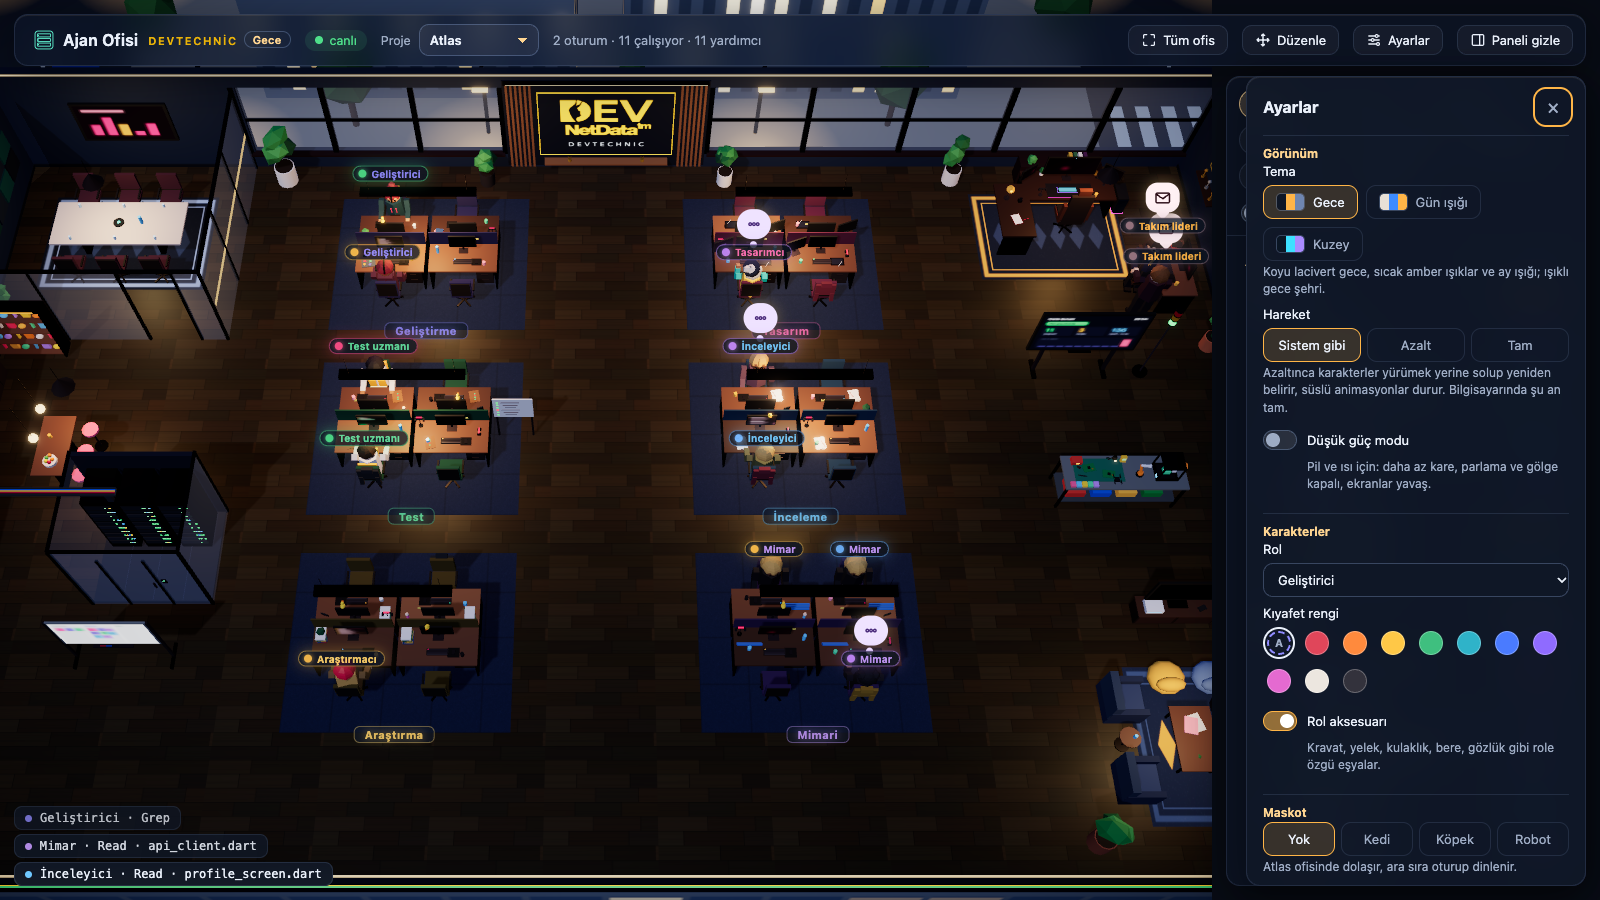 Ajan Ofisi DEVTECHNIC Gece canlı Proje Atlas 2 oturum · 11 çalışıyor · 11 yardımcı Tüm ofis Düzenle Ayarlar Paneli gizle
DEV
NetData™
DEVTECHNIC
Geliştirici
Geliştirici
Geliştirme
Tasarımcı
Takım lideri
Takım lideri
Test uzmanı
İnceleyici
Test uzmanı
İnceleyici
Test
İnceleme
Mimar
Mimar
Araştırmacı
Mimar
Araştırma
Mimari
Geliştirici · Grep
Mimar · Read · api_client.dart
İnceleyici · Read · profile_screen.dart
Ayarlar
Görünüm
Tema
Gece
Gün ışığı
Kuzey
Koyu lacivert gece, sıcak amber ışıklar ve ay ışığı; ışıklı
gece şehri.
Hareket
Sistem gibi Azalt Tam
Azaltınca karakterler yürümek yerine solup yeniden
belirir, süslü animasyonlar durur. Bilgisayarında şu an
tam.
Düşük güç modu
Pil ve ısı için: daha az kare, parlama ve gölge
kapalı, ekranlar yavaş.
Karakterler
Rol
Geliştirici
Kıyafet rengi
A
Rol aksesuarı
Kravat, yelek, kulaklık, bere, gözlük gibi role
özgü eşyalar.
Maskot
Yok Kedi Köpek Robot
Atlas ofisinde dolaşır, ara sıra oturup dinlenir.